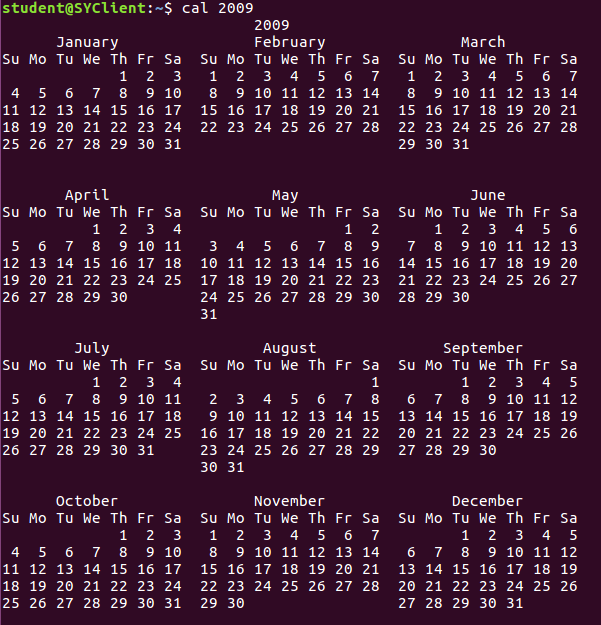 student@SYClient:~$ cal 2009
                            2009
      January               February               March
Su Mo Tu We Th Fr Sa  Su Mo Tu We Th Fr Sa  Su Mo Tu We Th Fr Sa
             1  2  3   1  2  3  4  5  6  7   1  2  3  4  5  6  7
 4  5  6  7  8  9 10   8  9 10 11 12 13 14   8  9 10 11 12 13 14
11 12 13 14 15 16 17  15 16 17 18 19 20 21  15 16 17 18 19 20 21
18 19 20 21 22 23 24  22 23 24 25 26 27 28  22 23 24 25 26 27 28
25 26 27 28 29 30 31                        29 30 31

       April                  May                   June
Su Mo Tu We Th Fr Sa  Su Mo Tu We Th Fr Sa  Su Mo Tu We Th Fr Sa
          1  2  3  4                  1  2      1  2  3  4  5  6
 5  6  7  8  9 10 11   3  4  5  6  7  8  9   7  8  9 10 11 12 13
12 13 14 15 16 17 18  10 11 12 13 14 15 16  14 15 16 17 18 19 20
19 20 21 22 23 24 25  17 18 19 20 21 22 23  21 22 23 24 25 26 27
26 27 28 29 30        24 25 26 27 28 29 30  28 29 30
                      31

        July                 August              September
Su Mo Tu We Th Fr Sa  Su Mo Tu We Th Fr Sa  Su Mo Tu We Th Fr Sa
          1  2  3  4                     1         1  2  3  4  5
 5  6  7  8  9 10 11   2  3  4  5  6  7  8   6  7  8  9 10 11 12
12 13 14 15 16 17 18   9 10 11 12 13 14 15  13 14 15 16 17 18 19
19 20 21 22 23 24 25  16 17 18 19 20 21 22  20 21 22 23 24 25 26
26 27 28 29 30 31     23 24 25 26 27 28 29  27 28 29 30
                      30 31

      October               November              December
Su Mo Tu We Th Fr Sa  Su Mo Tu We Th Fr Sa  Su Mo Tu We Th Fr Sa
             1  2  3   1  2  3  4  5  6  7         1  2  3  4  5
 4  5  6  7  8  9 10   8  9 10 11 12 13 14   6  7  8  9 10 11 12
11 12 13 14 15 16 17  15 16 17 18 19 20 21  13 14 15 16 17 18 19
18 19 20 21 22 23 24  22 23 24 25 26 27 28  20 21 22 23 24 25 26
25 26 27 28 29 30 31  29 30                 27 28 29 30 31